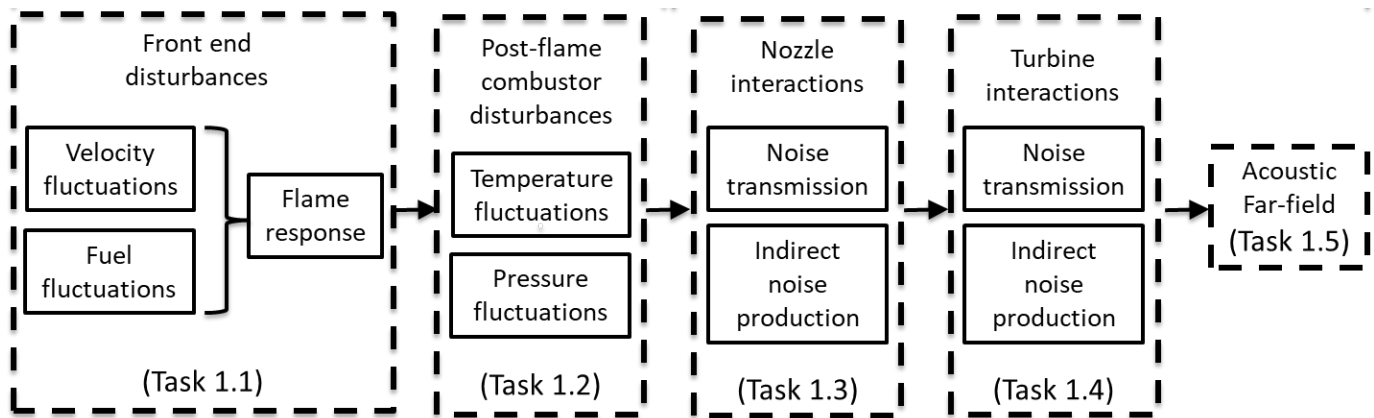 Front end
disturbances
Velocity
fluctuations
Fuel
fluctuations
Flame
response
(Task 1.1)
Post-flame
combustor
disturbances
Temperature
fluctuations
Pressure
fluctuations
(Task 1.2)
Nozzle
interactions
Noise
transmission
Indirect
noise
production
(Task 1.3)
Turbine
interactions
Noise
transmission
Indirect
noise
production
(Task 1.4)
Acoustic
Far-field
(Task 1.5)